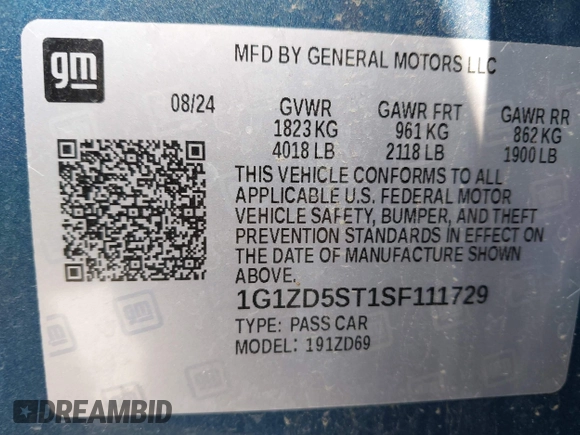 gm
MFD BY GENERAL MOTORS LLC
08/24 GVWR GAWR FRT GAWR RR
1823 KG 961 KG 862 KG
4018 LB 2118 LB 1900 LB
THIS VEHICLE CONFORMS TO ALL
APPLICABLE U.S. FEDERAL MOTOR
VEHICLE SAFETY, BUMPER, AND THEFT
PREVENTION STANDARDS IN EFFECT ON
THE DATE OF MANUFACTURE SHOWN
ABOVE.
1G1ZD5ST1SF111729
TYPE: PASS CAR
MODEL: 191ZD69
DREAMBID